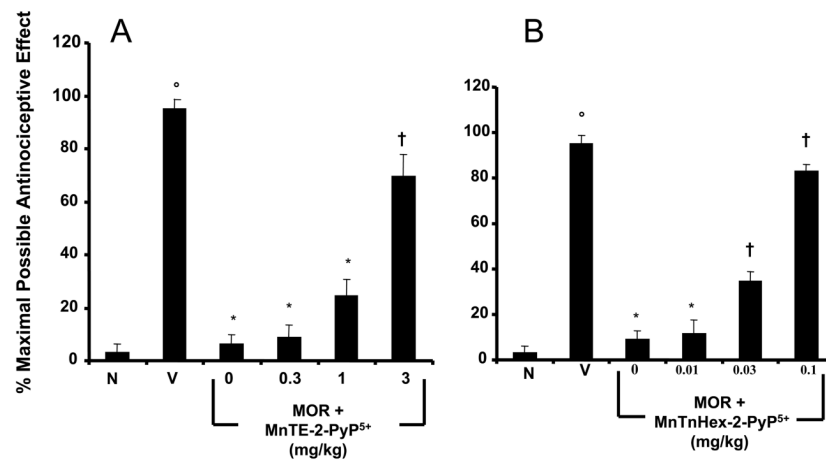 A
B
% Maximal Possible Antinociceptive Effect
120
100
80
60
40
20
0
°
*
*
*
†
N V 0 0.3 1 3
MOR +
MnTE-2-PyP5+
(mg/kg)
120
100
80
60
40
20
0
°
*
*
†
†
N V 0 0.01 0.03 0.1
MOR +
MnTnHex-2-PyP5+
(mg/kg)